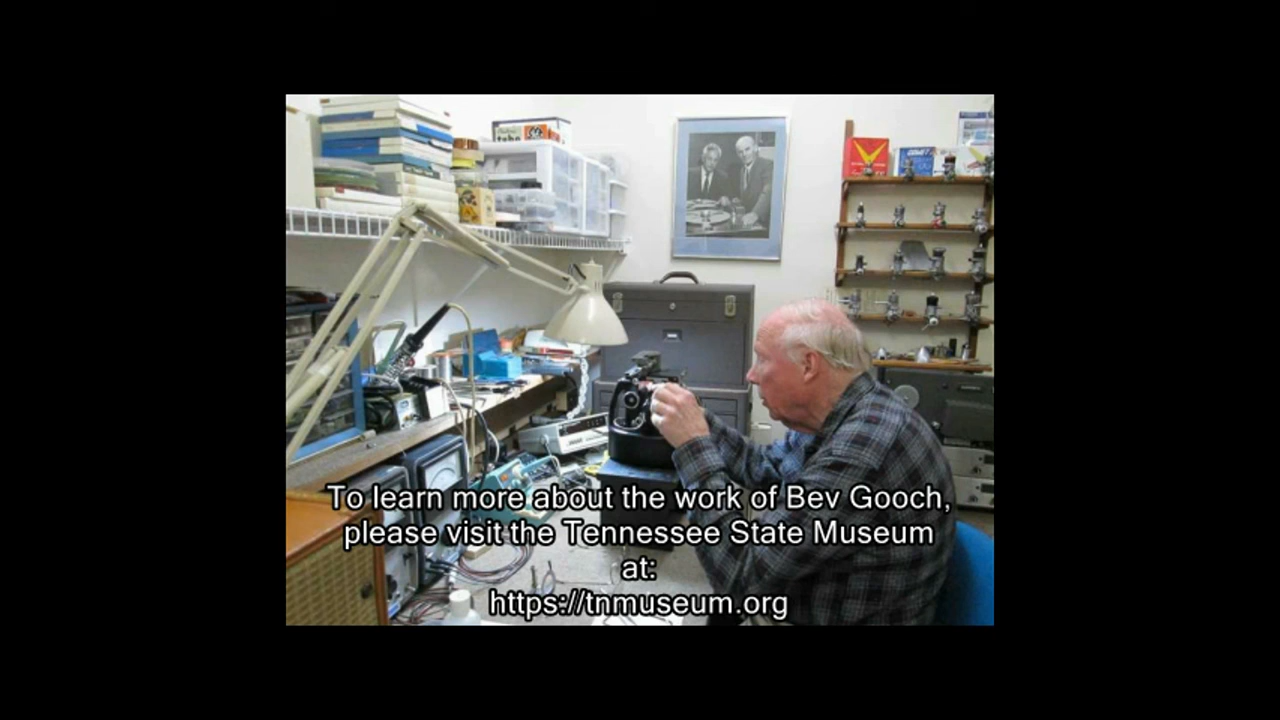 To learn more about the work of Bev Gooch,
please visit the Tennessee State Museum
at:
https://tnmuseum.org